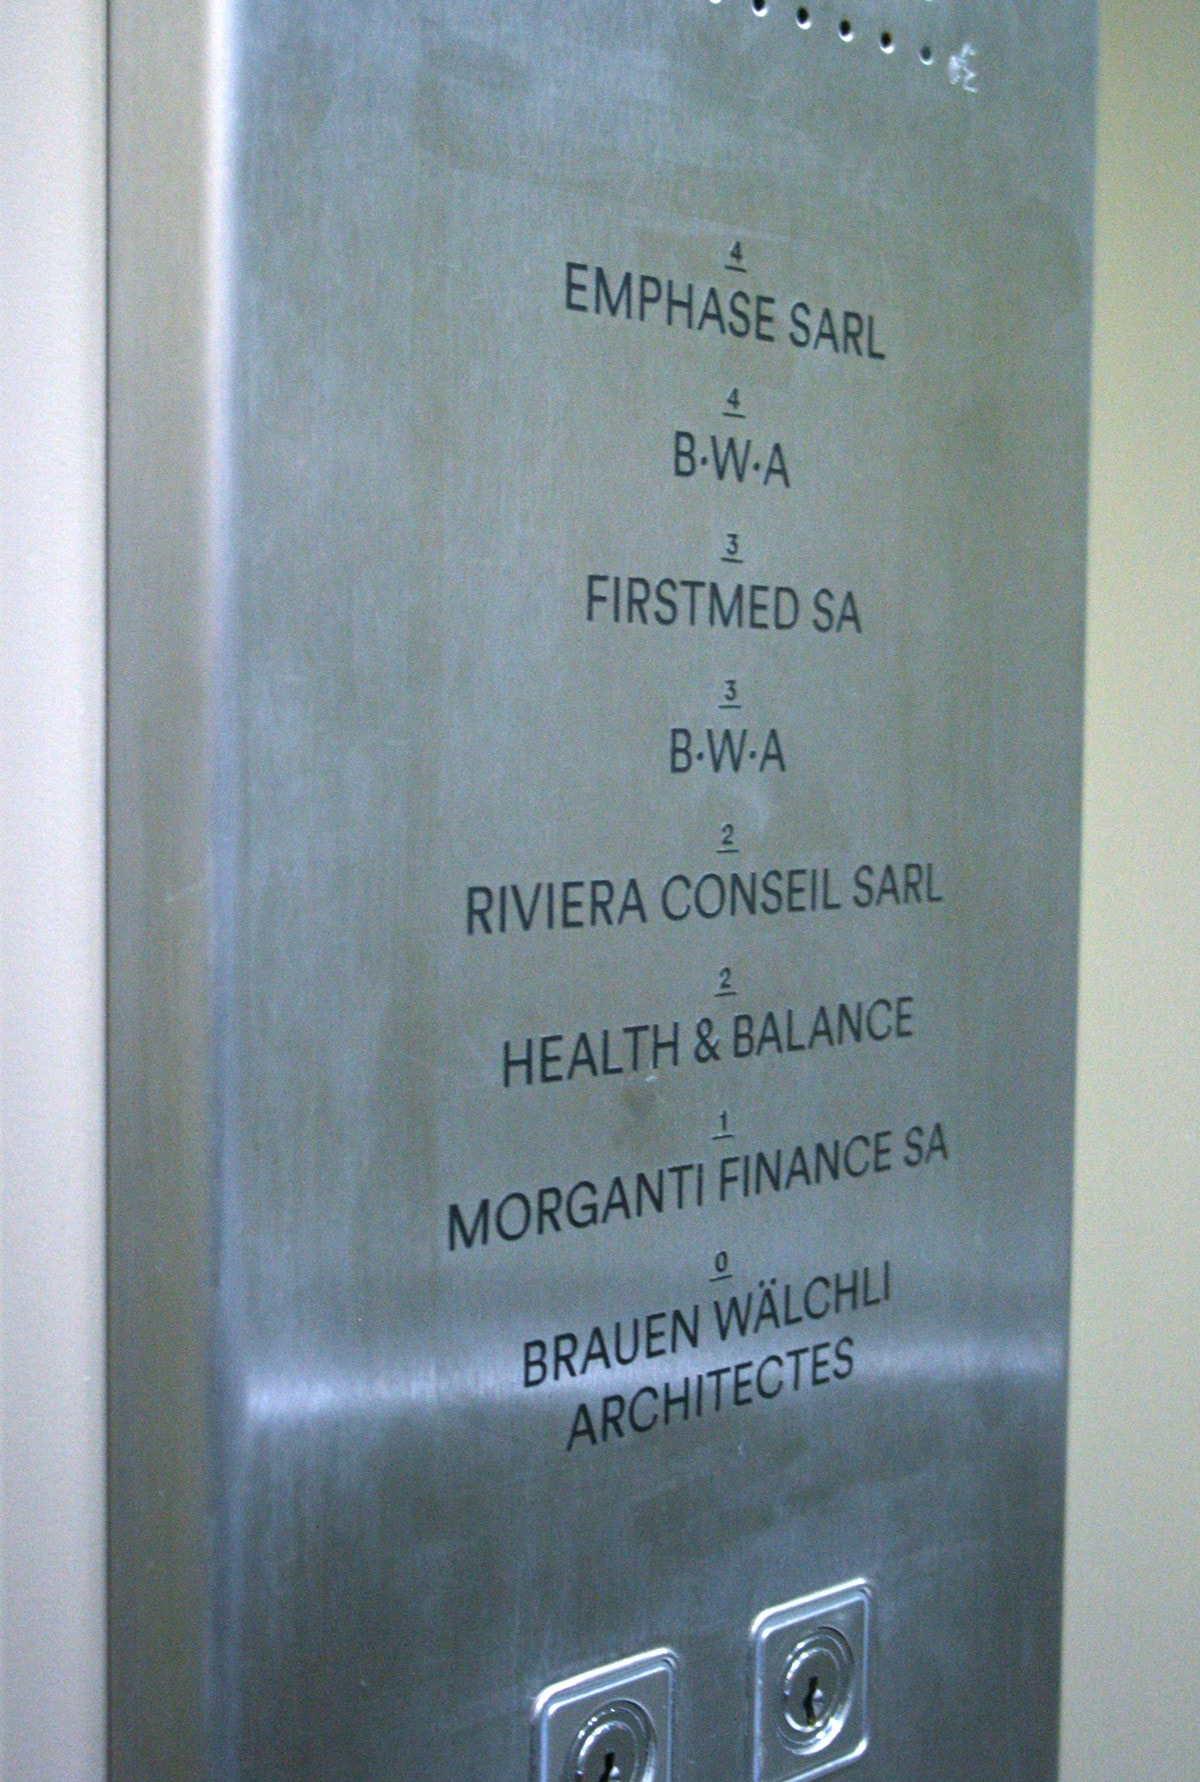 4
EMPHASE SARL
4
B·W·A
3
FIRSTMED SA
3
B·W·A
2
RIVIERA CONSEIL SARL
2
HEALTH & BALANCE
1
MORGANTI FINANCE SA
0
BRAUEN WÄLCHLI
ARCHITECTES